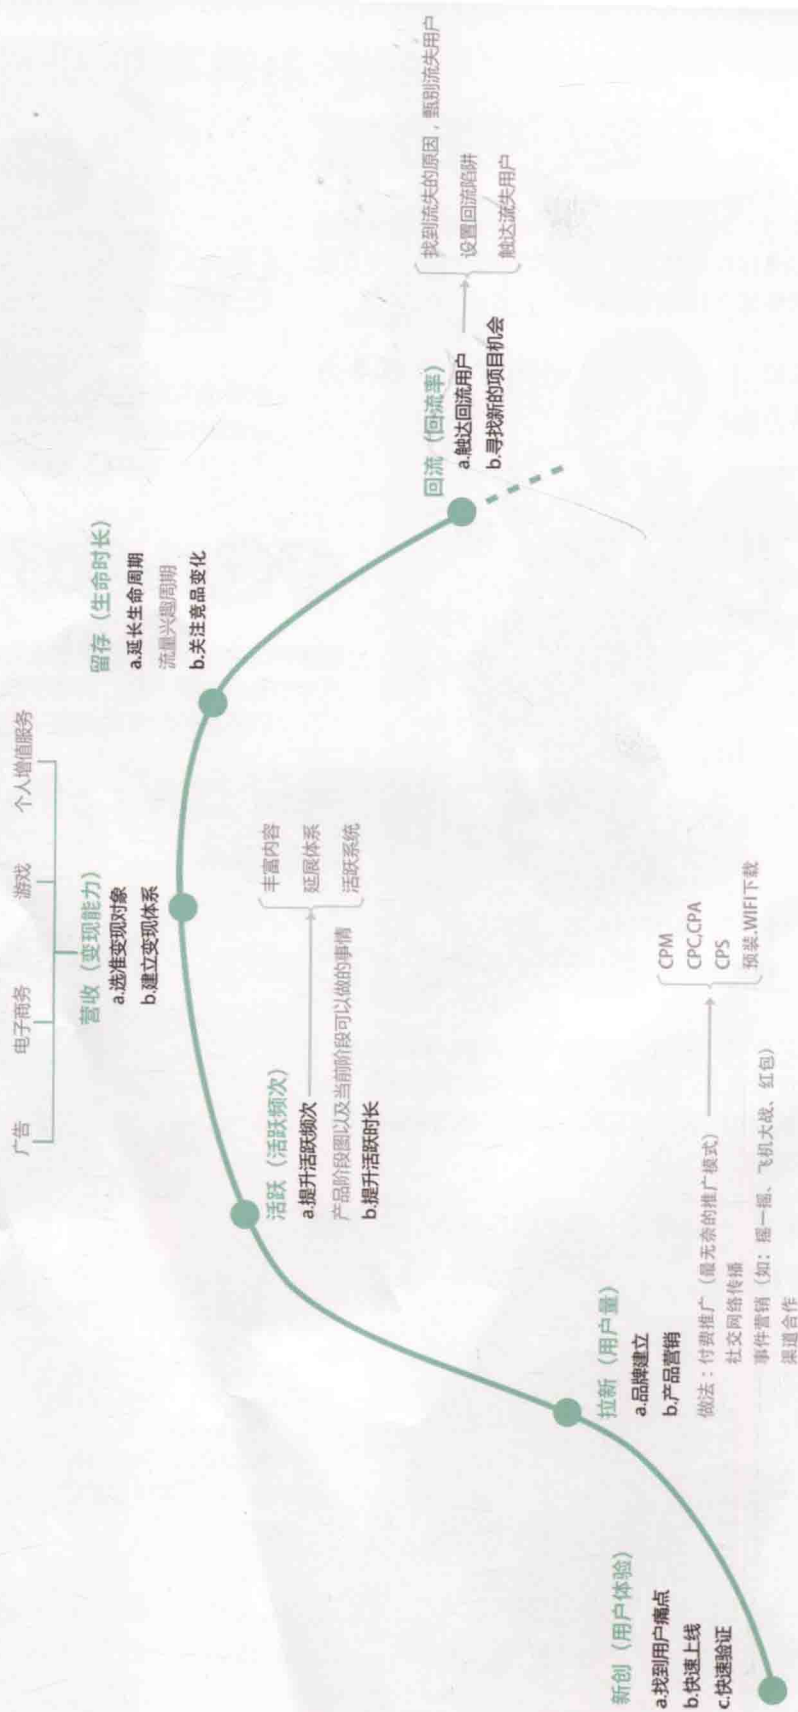 新创（用户体验）
a.找到用户痛点
b.快速上线
c.快速验证
拉新（用户量）
a.品牌建立
b.产品营销
做法：付费推广（最无奈的推广模式）
社交网络传播
事件营销（如：摇一摇、飞机大战、红包）
渠道合作
CPM
CPC,CPA
CPS
预装.WIFI下载
活跃（活跃频次）
a.提升活跃频次
产品阶段图以及当前阶段可以做的事情
b.提升活跃时长
丰富内容
延展体系
活跃系统
广告
电子商务
游戏
个人增值服务
营收（变现能力）
a.选准变现对象
b.建立变现体系
留存（生命时长）
a.延长生命周期
流量兴趣周期
b.关注竞品变化
回流（回流率）
a.触达回流用户
b.寻找新的项目机会
找到流失的原因，甄别流失用户
设置回流陷阱
触达流失用户